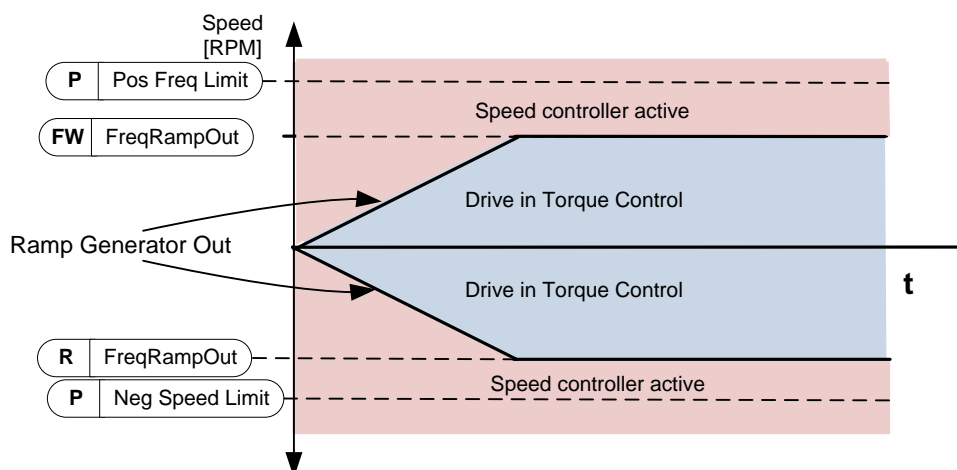 Speed
[RPM]
P Pos Freq Limit
Speed controller active
FW FreqRampOut
Drive in Torque Control
Ramp Generator Out
t
Drive in Torque Control
R FreqRampOut
Speed controller active
P Neg Speed Limit